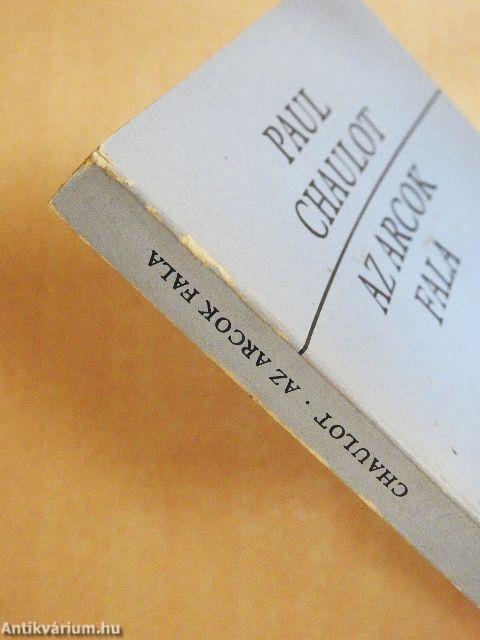 PAUL
CHAULOT
AZ ARCOK
FALA
CHAULOT · AZ ARCOK FALA
Antikvárium.hu